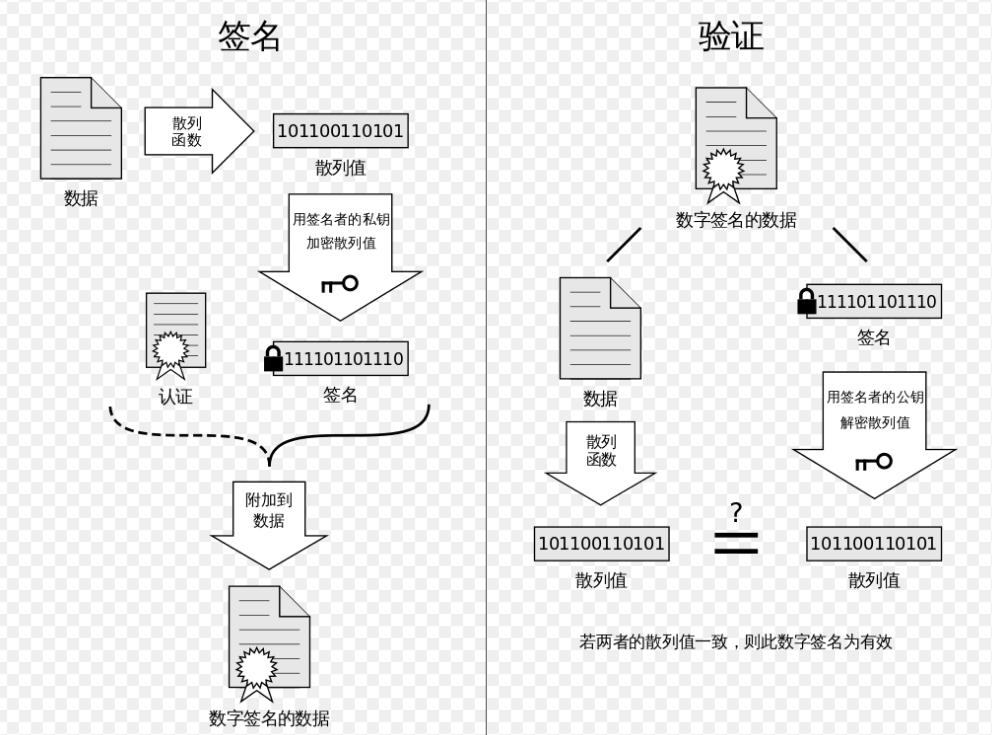 签名
散列
函数
101100110101
散列值
数据
用签名者的私钥
加密散列值
111101101110
签名
认证
附加到
数据
数字签名的数据
验证
数字签名的数据
数据
111101101110
签名
散列
函数
用签名者的公钥
解密散列值
101100110101
散列值
?
101100110101
散列值
若两者的散列值一致，则此数字签名为有效